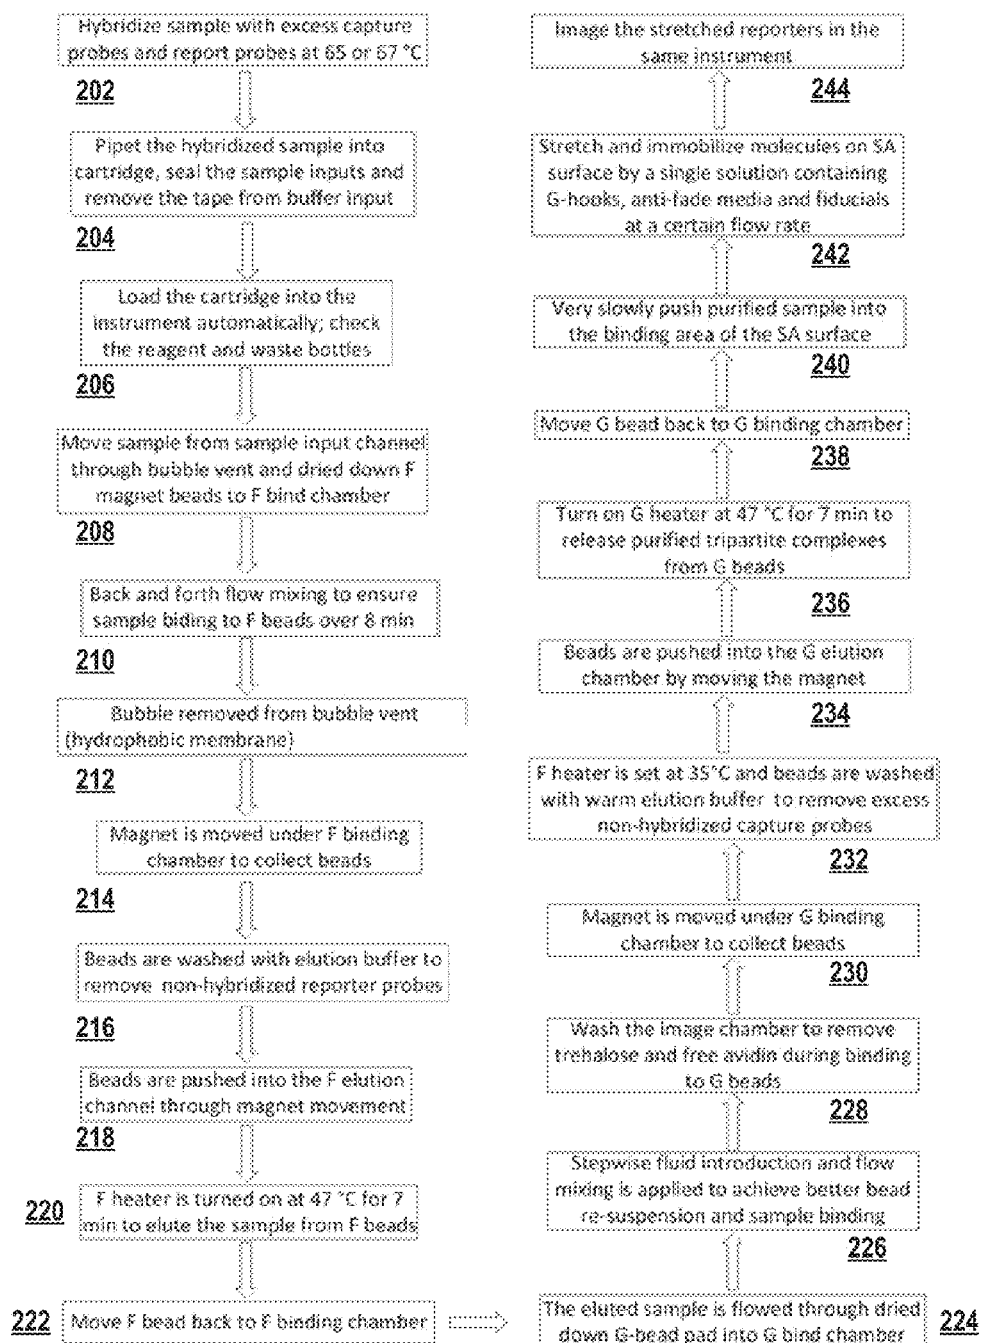 Hybridize sample with excess capture
probes and report probes at 65 or 67 °C
202
Pipet the hybridized sample into
cartridge, seal the sample inputs and
remove the tape from buffer input
204
Load the cartridge into the
instrument automatically; check
the reagent and waste bottles
206
Move sample from sample input channel
through bubble vent and dried down F
magnet beads to F bind chamber
208
Back and forth flow mixing to ensure
sample biding to F beads over 8 min
210
Bubble removed from bubble vent
(hydrophobic membrane)
212
Magnet is moved under F binding
chamber to collect beads
214
Beads are washed with elution buffer to
remove non-hybridized reporter probes
216
Beads are pushed into the F elution
channel through magnet movement
218
220
F heater is turned on at 47 °C for 7
min to elute the sample from F beads
222
Move F bead back to F binding chamber
The eluted sample is flowed through dried
down G-bead pad into G bind chamber
224
Stepwise fluid introduction and flow
mixing is applied to achieve better bead
re-suspension and sample binding
226
Wash the image chamber to remove
trehalose and free avidin during binding
to G beads
228
Magnet is moved under G binding
chamber to collect beads
230
F heater is set at 35°C and beads are washed
with warm elution buffer to remove excess
non-hybridized capture probes
232
Beads are pushed into the G elution
chamber by moving the magnet
234
Turn on G heater at 47 °C for 7 min to
release purified tripartite complexes
from G beads
236
Move G bead back to G binding chamber
238
Very slowly push purified sample into
the binding area of the SA surface
240
Stretch and immobilize molecules on SA
surface by a single solution containing
G-hooks, anti-fade media and fiducials
at a certain flow rate
242
Image the stretched reporters in the
same instrument
244